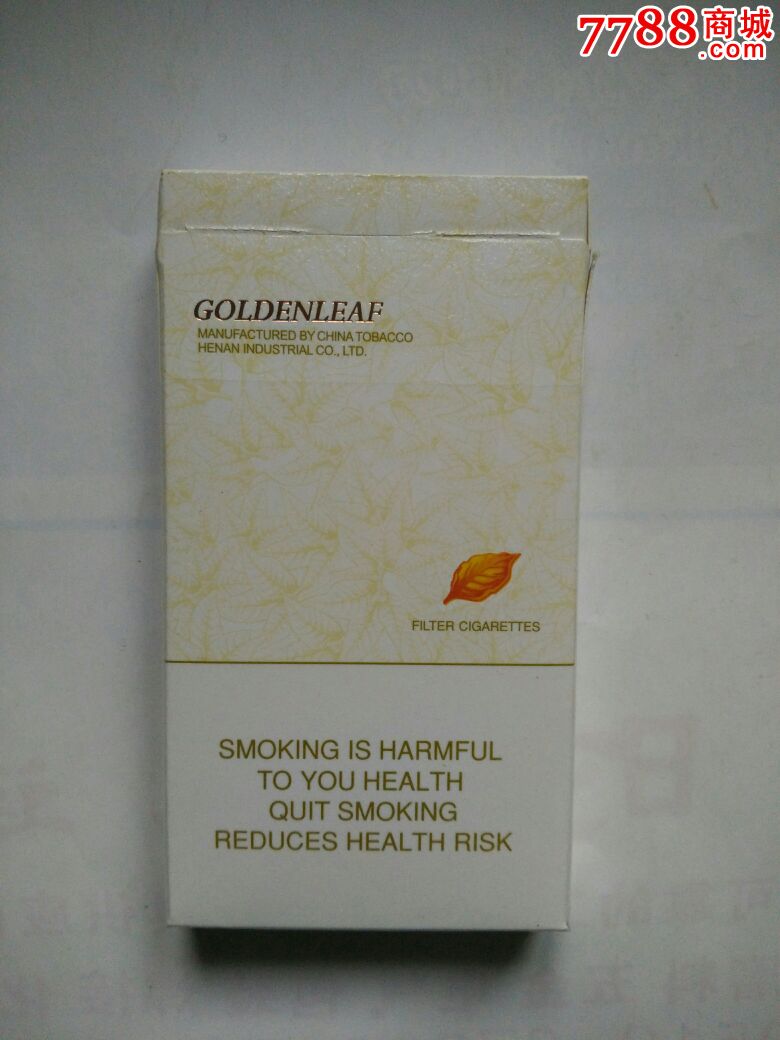 7788商城
.com
GOLDENLEAF
MANUFACTURED BY CHINA TOBACCO
HENAN INDUSTRIAL CO., LTD.
FILTER CIGARETTES
SMOKING IS HARMFUL
TO YOU HEALTH
QUIT SMOKING
REDUCES HEALTH RISK